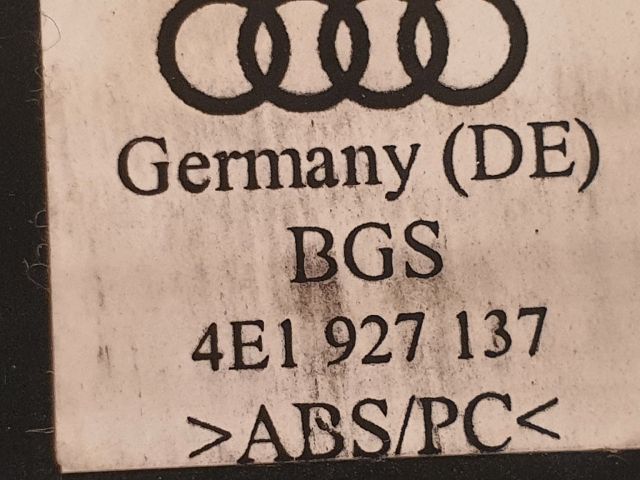 Germany (DE)
BGS
4E1 927 137
>ABS/PC<